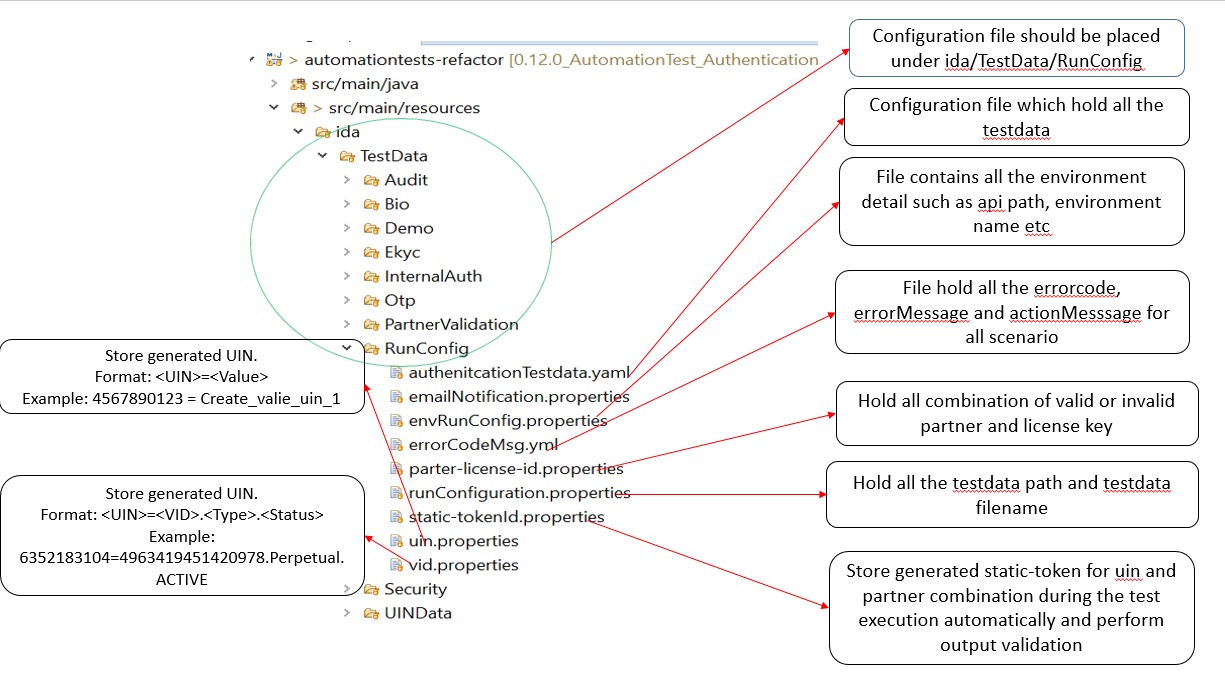 automationtests-refactor [0.12.0_AutomationTest_Authentication
src/main/java
src/main/resources
ida
TestData
Audit
Bio
Demo
Ekyc
InternalAuth
Otp
PartnerValidation
RunConfig
authenitcationTestdata.yaml
emailNotification.properties
envRunConfig.properties
errorCodeMsg.yml
parter-license-id.properties
runConfiguration.properties
static-tokenId.properties
uin.properties
vid.properties
Security
UINData
Store generated UIN.
Format: <UIN>=<Value>
Example: 4567890123 = Create_valie_uin_1
Store generated UIN.
Format: <UIN>=<VID>.<Type>.<Status>
Example:
6352183104=4963419451420978.Perpetual.
ACTIVE
Configuration file should be placed
under ida/TestData/RunConfig
Configuration file which hold all the
testdata
File contains all the environment
detail such as api path, environment
name etc
File hold all the errorcode,
errorMessage and actionMesssage for
all scenario
Hold all combination of valid or invalid
partner and license key
Hold all the testdata path and testdata
filename
Store generated static-token for uin and
partner combination during the test
execution automatically and perform
output validation